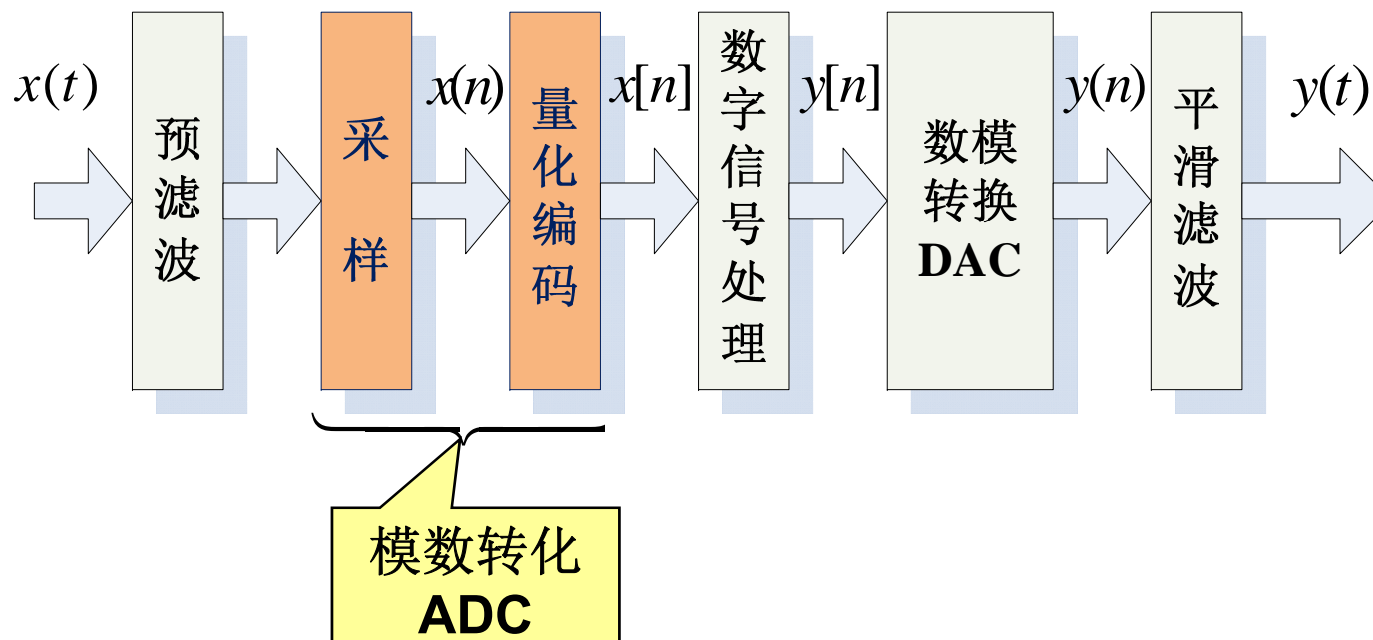 x(t)
预滤波
采样
x(n)
量化编码
x[n]
数字信号处理
y[n]
数模
转换
DAC
y(n)
平滑滤波
y(t)
模数转化
ADC